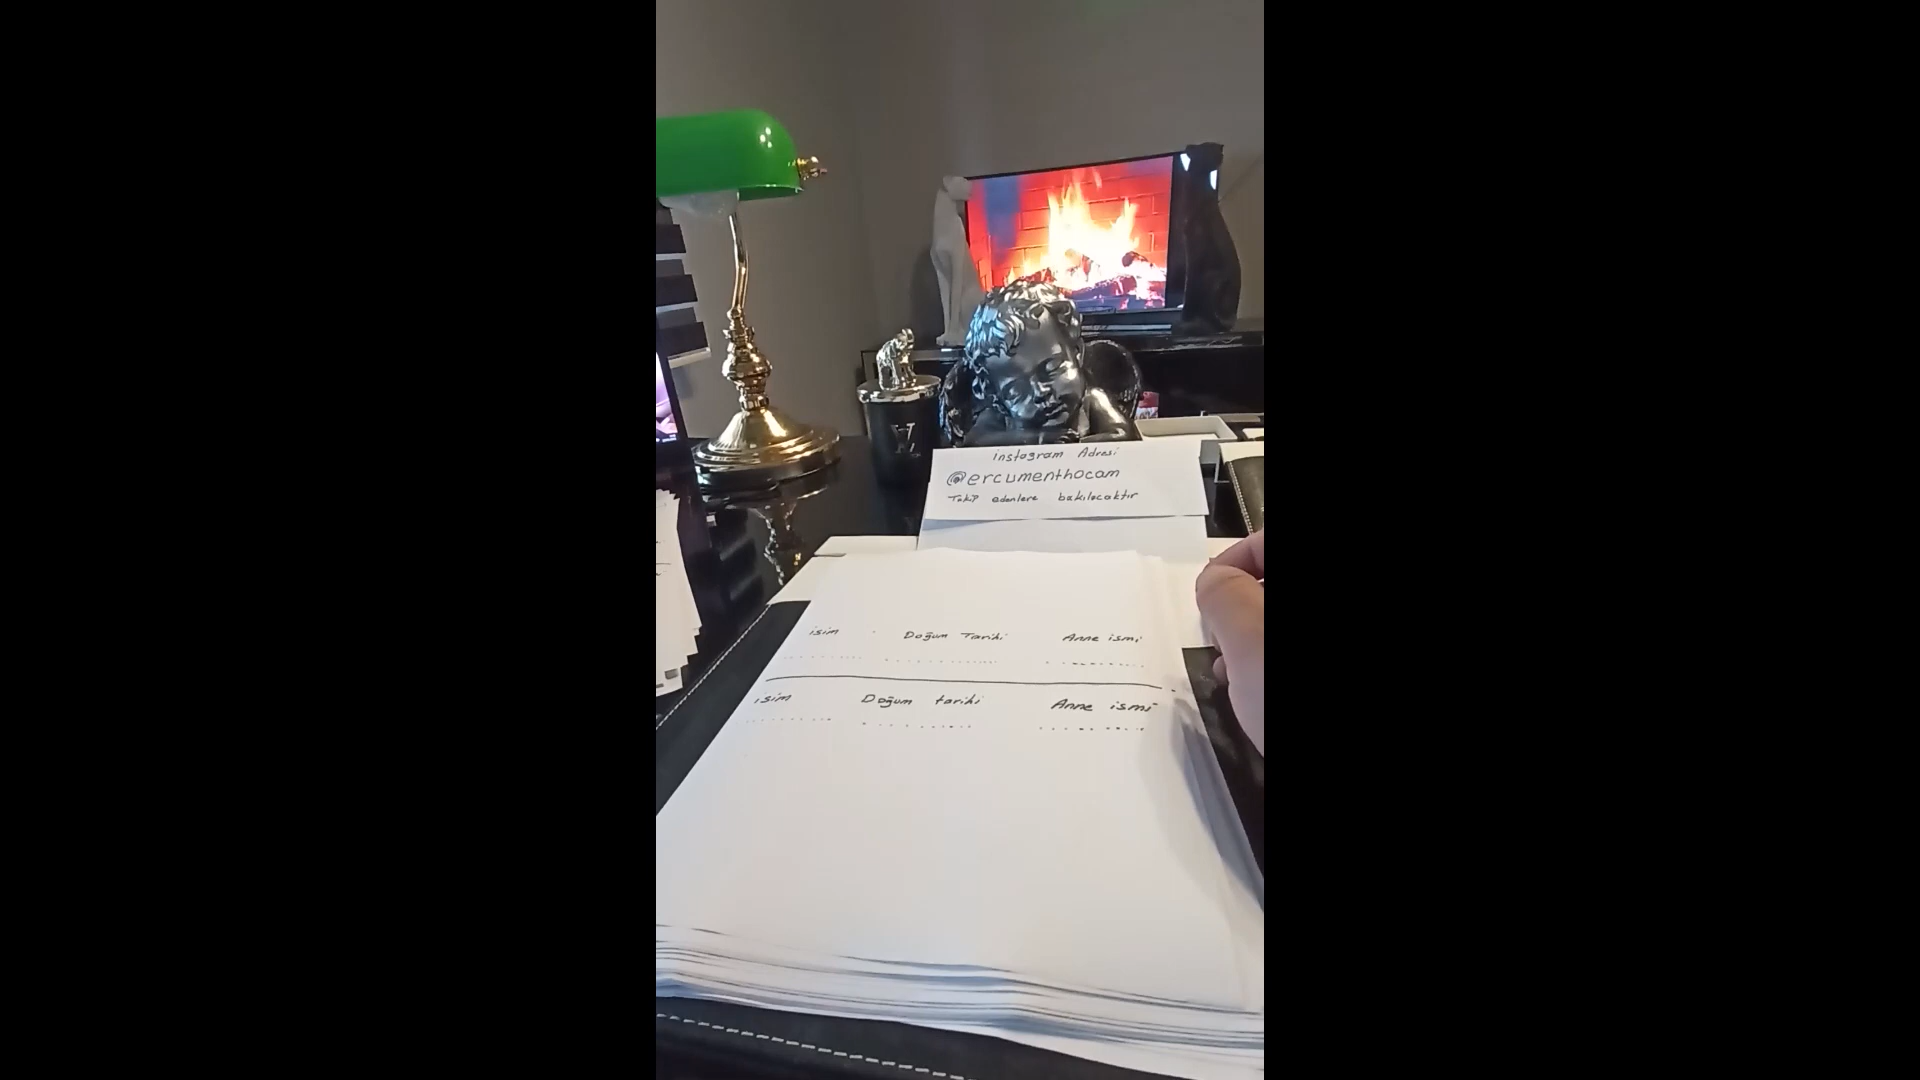 instagram Adresi
@ercumenthocam
Takip edenlere bakılacaktır
isim Doğum Tarihi Anne ismi
isim Doğum tarihi Anne ismi